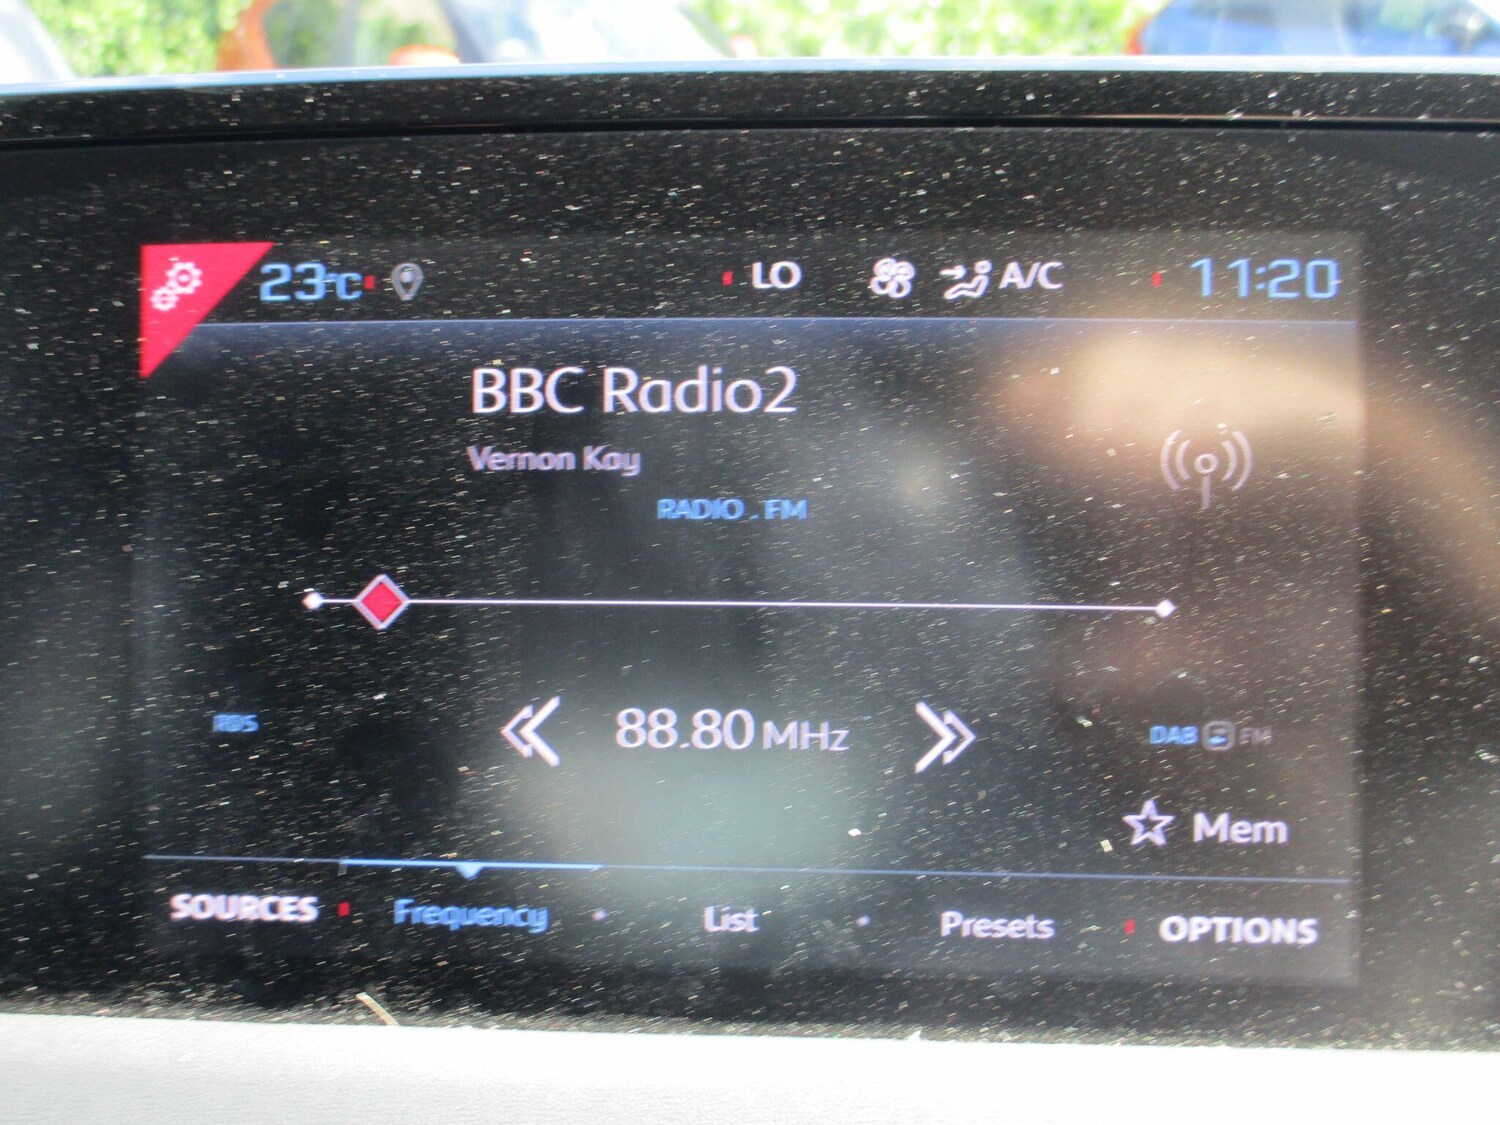 23°C LO A/C 11:20
BBC Radio2
Vernon Kay
RADIO . FM
RDS 88.80 MHz DAB FM
Mem
SOURCES Frequency List Presets OPTIONS